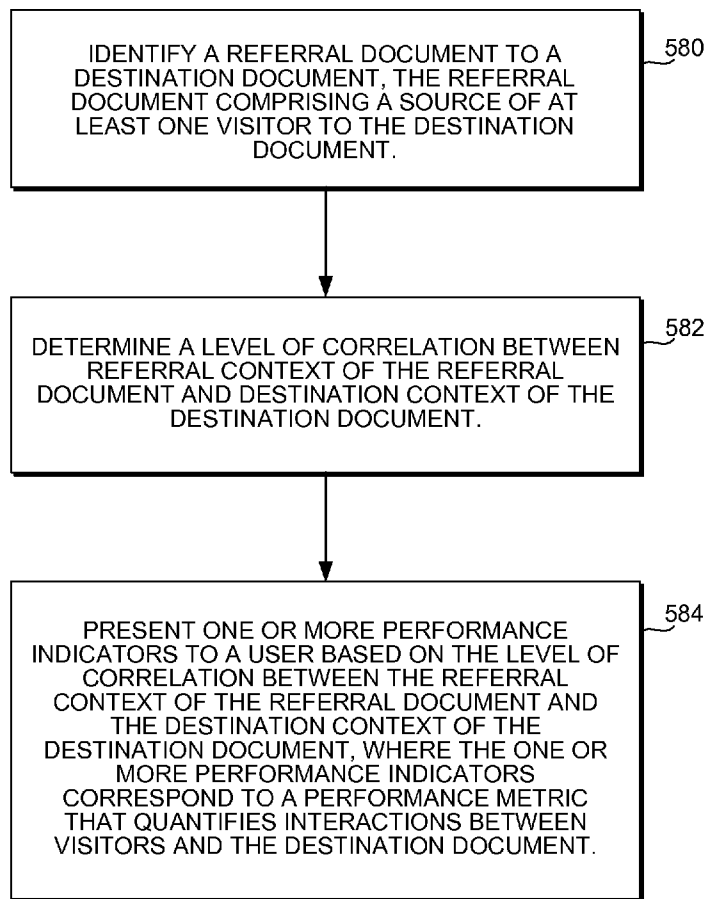 IDENTIFY A REFERRAL DOCUMENT TO A
DESTINATION DOCUMENT, THE REFERRAL
DOCUMENT COMPRISING A SOURCE OF AT
LEAST ONE VISITOR TO THE DESTINATION
DOCUMENT.
580
DETERMINE A LEVEL OF CORRELATION BETWEEN
REFERRAL CONTEXT OF THE REFERRAL
DOCUMENT AND DESTINATION CONTEXT OF THE
DESTINATION DOCUMENT.
582
PRESENT ONE OR MORE PERFORMANCE
INDICATORS TO A USER BASED ON THE LEVEL OF
CORRELATION BETWEEN THE REFERRAL
CONTEXT OF THE REFERRAL DOCUMENT AND
THE DESTINATION CONTEXT OF THE
DESTINATION DOCUMENT, WHERE THE ONE OR
MORE PERFORMANCE INDICATORS
CORRESPOND TO A PERFORMANCE METRIC
THAT QUANTIFIES INTERACTIONS BETWEEN
VISITORS AND THE DESTINATION DOCUMENT.
584